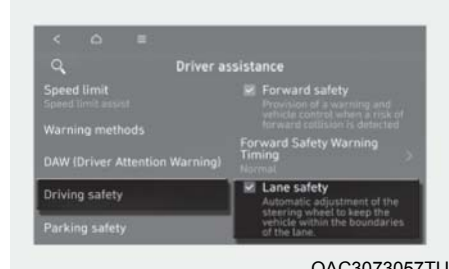 Driver assistance
Speed limit
Speed limit assist
Warning methods
DAW (Driver Attention Warning)
Driving safety
Parking safety
Forward safety
Provision of a warning and
vehicle control when a risk of
forward collision is detected
Forward Safety Warning
Timing
Normal
Lane safety
Automatic adjustment of the
steering wheel to keep the
vehicle within the boundaries
of the lane.
OAC3073057TU